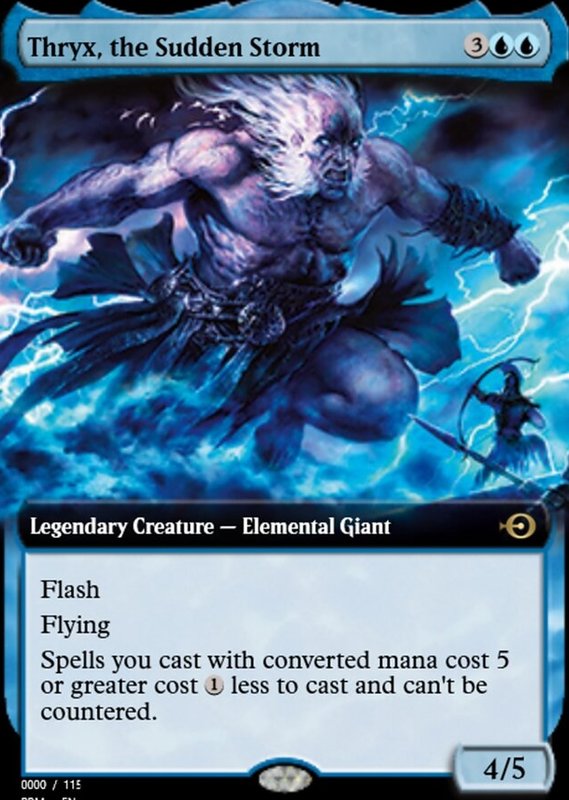 Thryx, the Sudden Storm 3
Legendary Creature — Elemental Giant
Flash
Flying
Spells you cast with converted mana cost 5
or greater cost 1 less to cast and can't be
countered.
4/5
0000 / 115